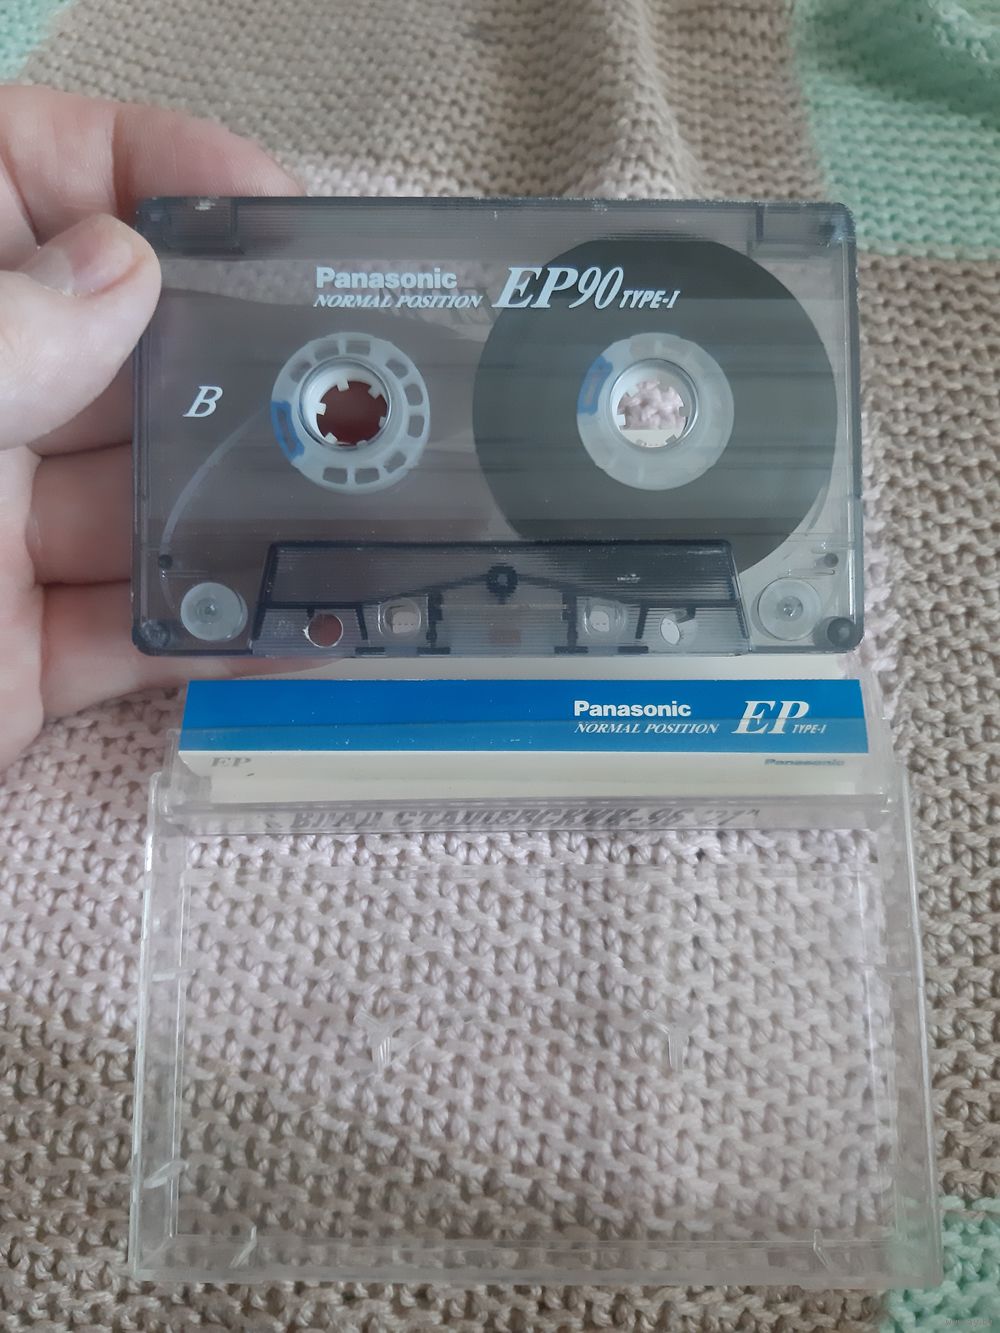 Panasonic EP90 TYPE-I
NORMAL POSITION
B
Panasonic EP TYPE-I
NORMAL POSITION
EP Panasonic
ВЛАД СТАШЕВСКИЙ-96